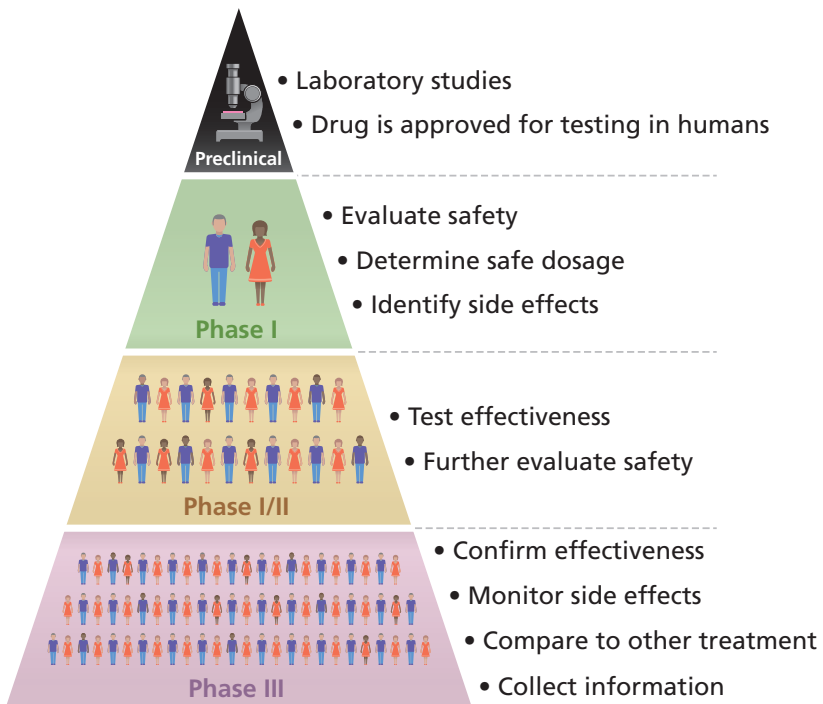 • Laboratory studies
• Drug is approved for testing in humans
Preclinical
• Evaluate safety
• Determine safe dosage
• Identify side effects
Phase I
• Test effectiveness
• Further evaluate safety
Phase I/II
• Confirm effectiveness
• Monitor side effects
• Compare to other treatment
• Collect information
Phase III